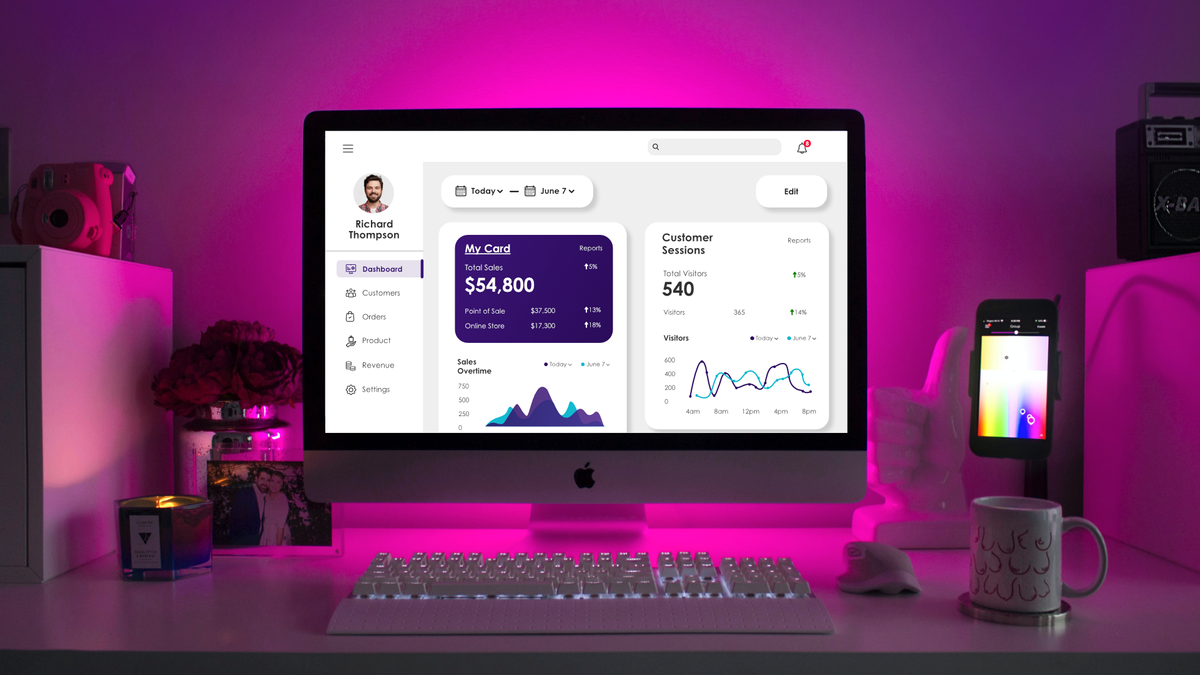 8
Today — June 7
Edit
Richard
Thompson
Dashboard
Customers
Orders
Product
Revenue
Settings
My Card
Reports
Total Sales
5%
$54,800
Point of Sale $37,500 13%
Online Store $17,300 18%
Sales
Overtime
Today June 7
750
500
250
0
Customer
Sessions
Reports
Total Visitors
5%
540
Visitors 365 14%
Visitors
Today June 7
600
400
200
0
4am 8am 12pm 4pm 8pm
X-BA
Group